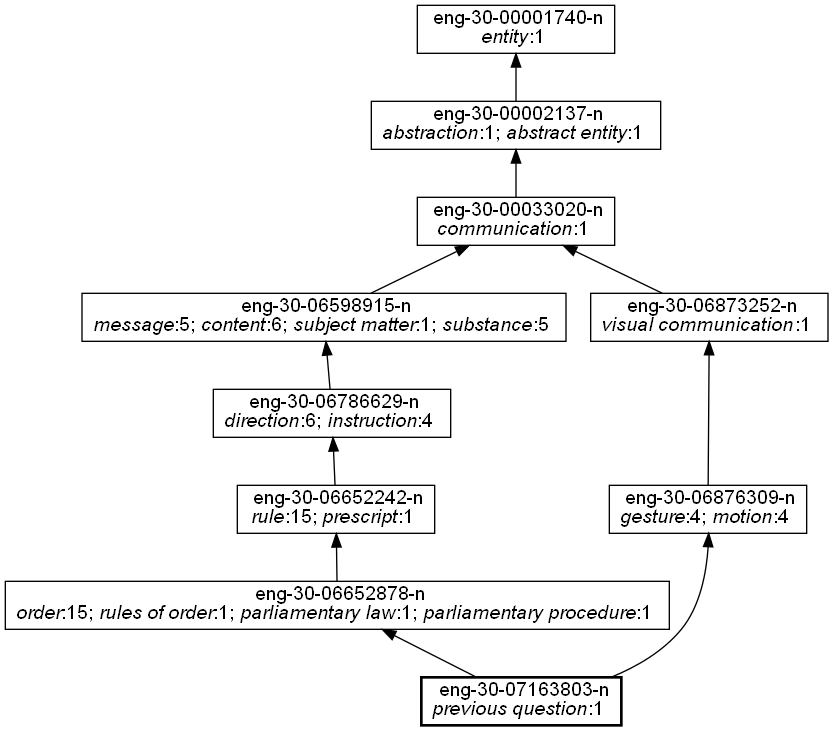 eng-30-00001740-n
entity:1
eng-30-00002137-n
abstraction:1; abstract entity:1
eng-30-00033020-n
communication:1
eng-30-06598915-n
message:5; content:6; subject matter:1; substance:5
eng-30-06873252-n
visual communication:1
eng-30-06786629-n
direction:6; instruction:4
eng-30-06652242-n
rule:15; prescript:1
eng-30-06876309-n
gesture:4; motion:4
eng-30-06652878-n
order:15; rules of order:1; parliamentary law:1; parliamentary procedure:1
eng-30-07163803-n
previous question:1